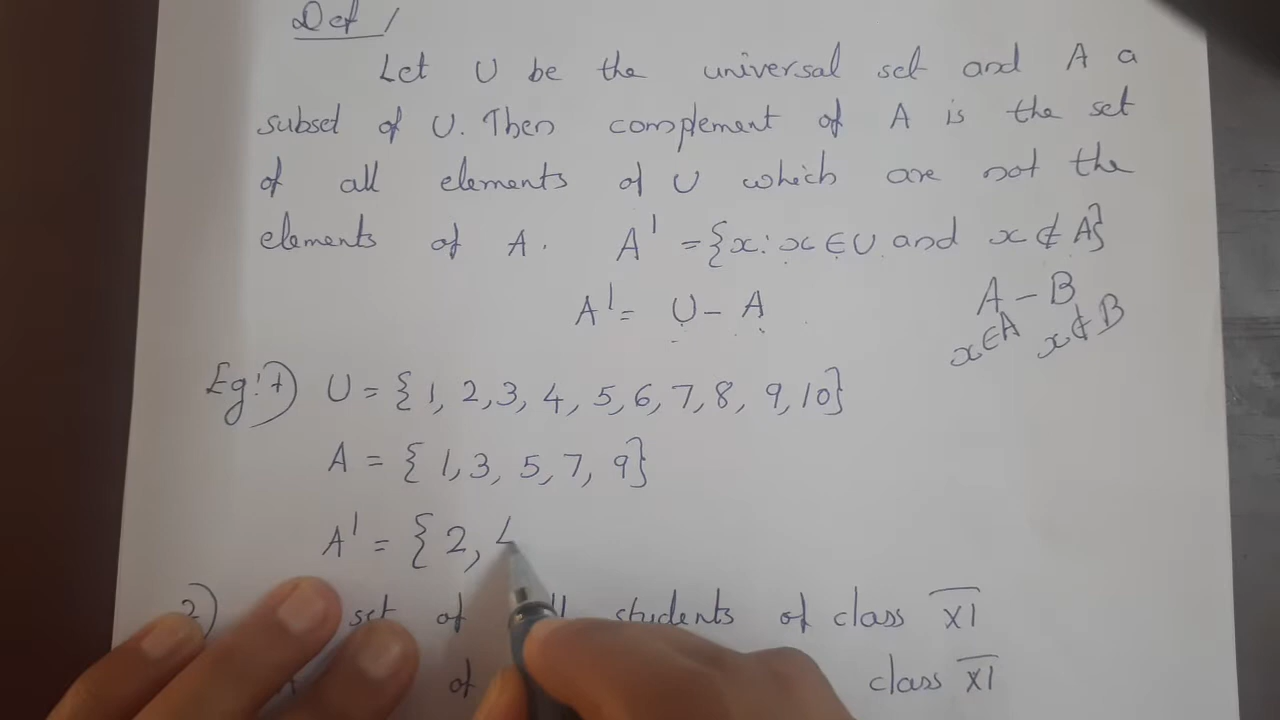 Def 1
Let U be the universal set and A a
subset of U. Then complement of A is the set
of all elements of U which are not the
elements of A. A' = {x: x ∈ U and x ∉ A}
A' = U - A
A - B
x ∈ A x ∉ B
Eg: 1) U = { 1, 2, 3, 4, 5, 6, 7, 8, 9, 10}
A = { 1, 3, 5, 7, 9}
A' = { 2, 4
2) set of students of class XI
of class XI